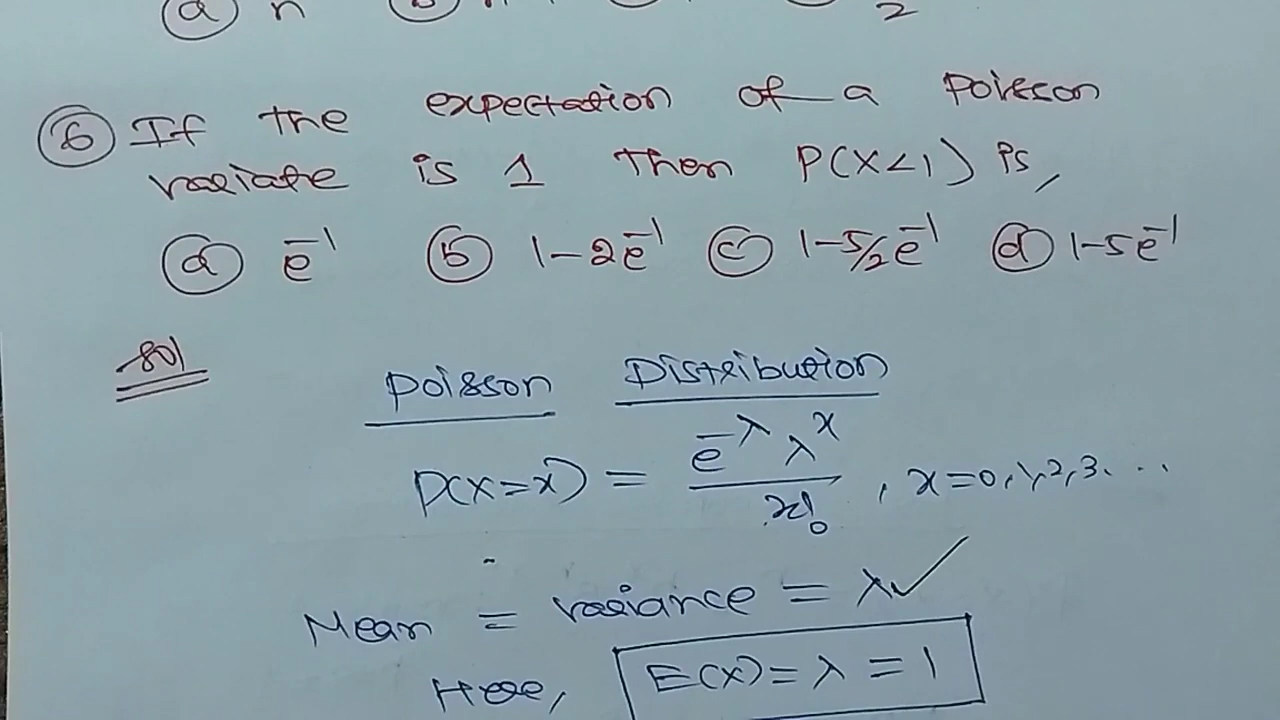 ⓐ n ⓑ
2
⑥ If the expectation of a Poisson
variate is 1 then P(X<1) is,
ⓐ e⁻¹ ⓑ 1-2e⁻¹ ⓒ 1-5/2e⁻¹ ⓓ 1-5e⁻¹
Sol
Poisson Distribution
P(X=x) = e^-λ λ^x / x! , x=0,1,2,3...
Mean = variance = λ✓
Here, E(X)=λ=1